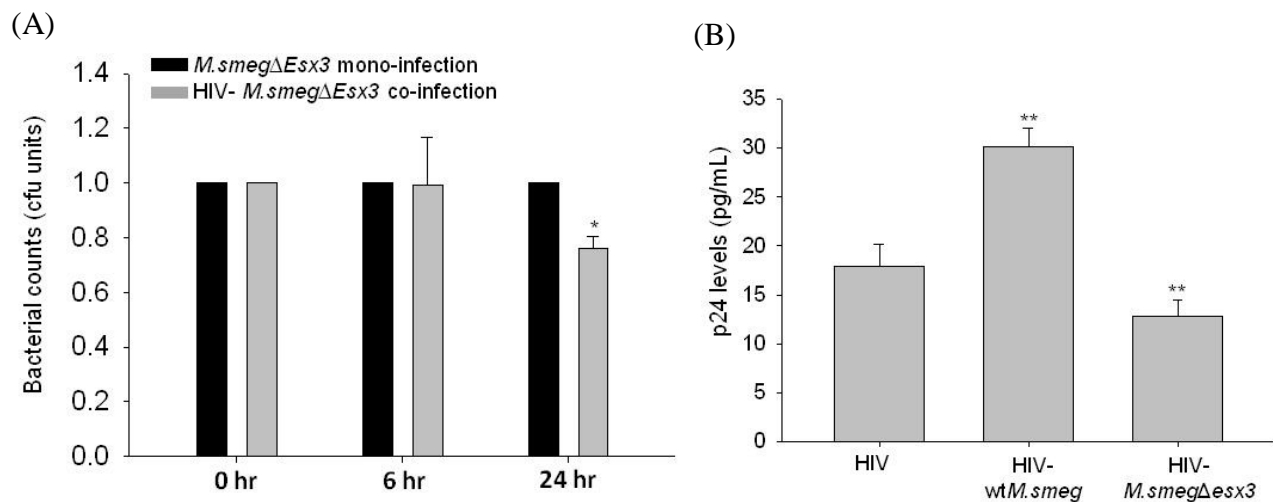 (A)
M.smegΔEsx3 mono-infection
HIV- M.smegΔEsx3 co-infection
Bacterial counts (cfu units)
1.4
1.2
1.0
0.8
0.6
0.4
0.2
0.0
*
0 hr
6 hr
24 hr
(B)
p24 levels (pg/mL)
35
30
25
20
15
10
5
0
**
**
HIV
HIV-
wtM.smeg
HIV-
M.smegΔesx3